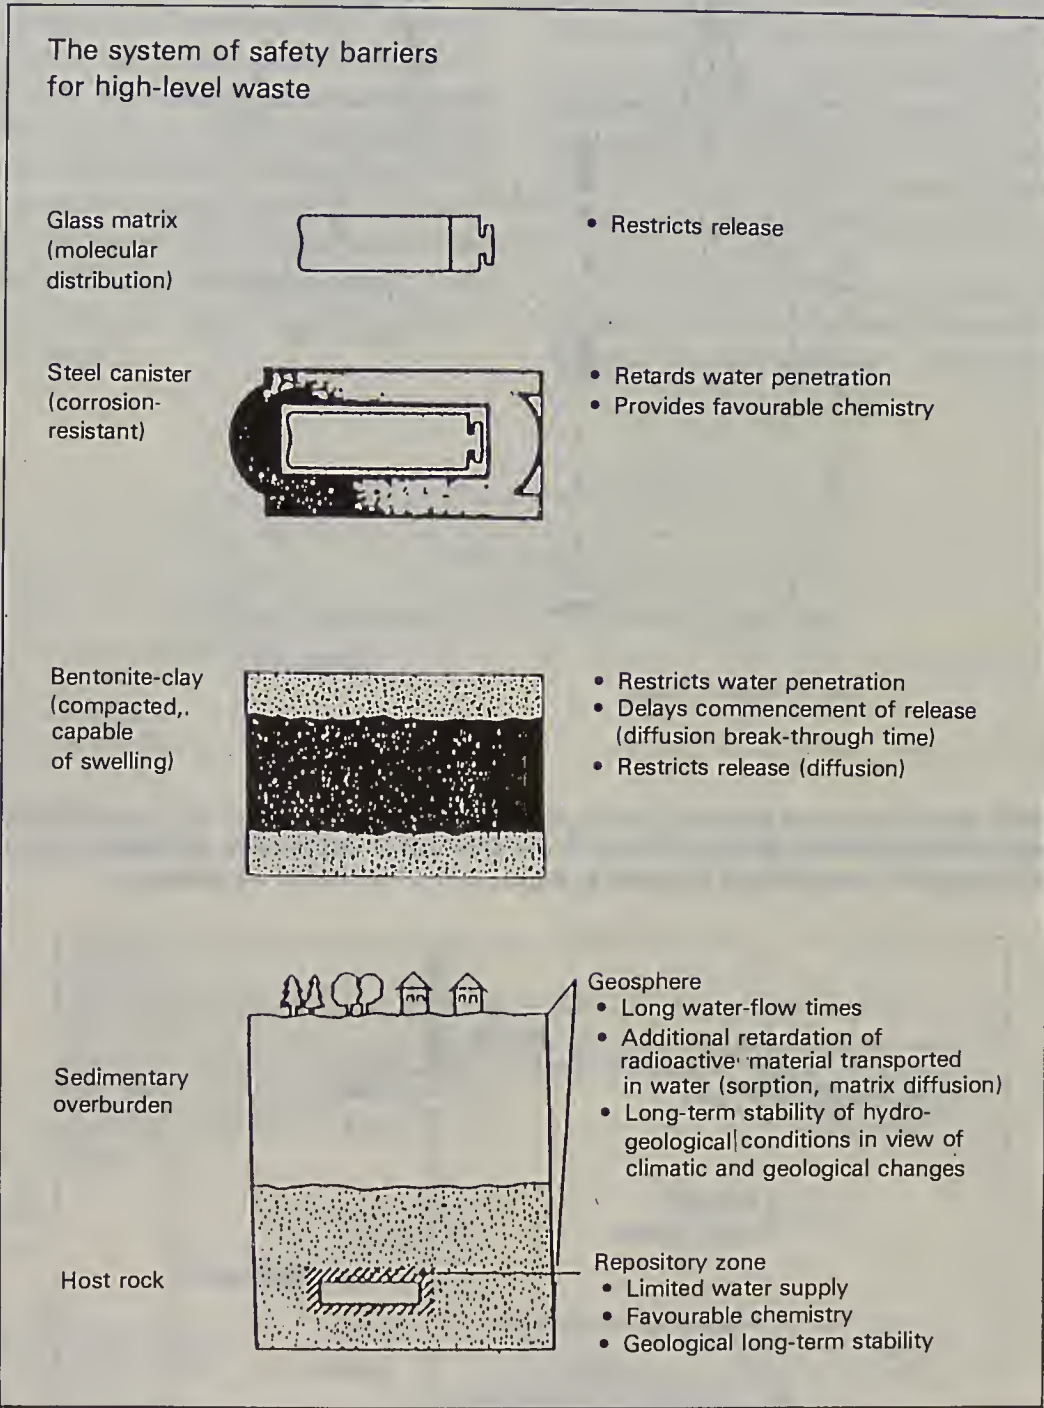 The system of safety barriers
for high-level waste
Glass matrix
(molecular
distribution)
• Restricts release
Steel canister
(corrosion-
resistant)
• Retards water penetration
• Provides favourable chemistry
Bentonite-clay
(compacted,.
capable
of swelling)
• Restricts water penetration
• Delays commencement of release
(diffusion break-through time)
• Restricts release (diffusion)
Sedimentary
overburden
Geosphere
• Long water-flow times
• Additional retardation of
radioactive material transported
in water (sorption, matrix diffusion)
• Long-term stability of hydro-
geological conditions in view of
climatic and geological changes
Host rock
Repository zone
• Limited water supply
• Favourable chemistry
• Geological long-term stability